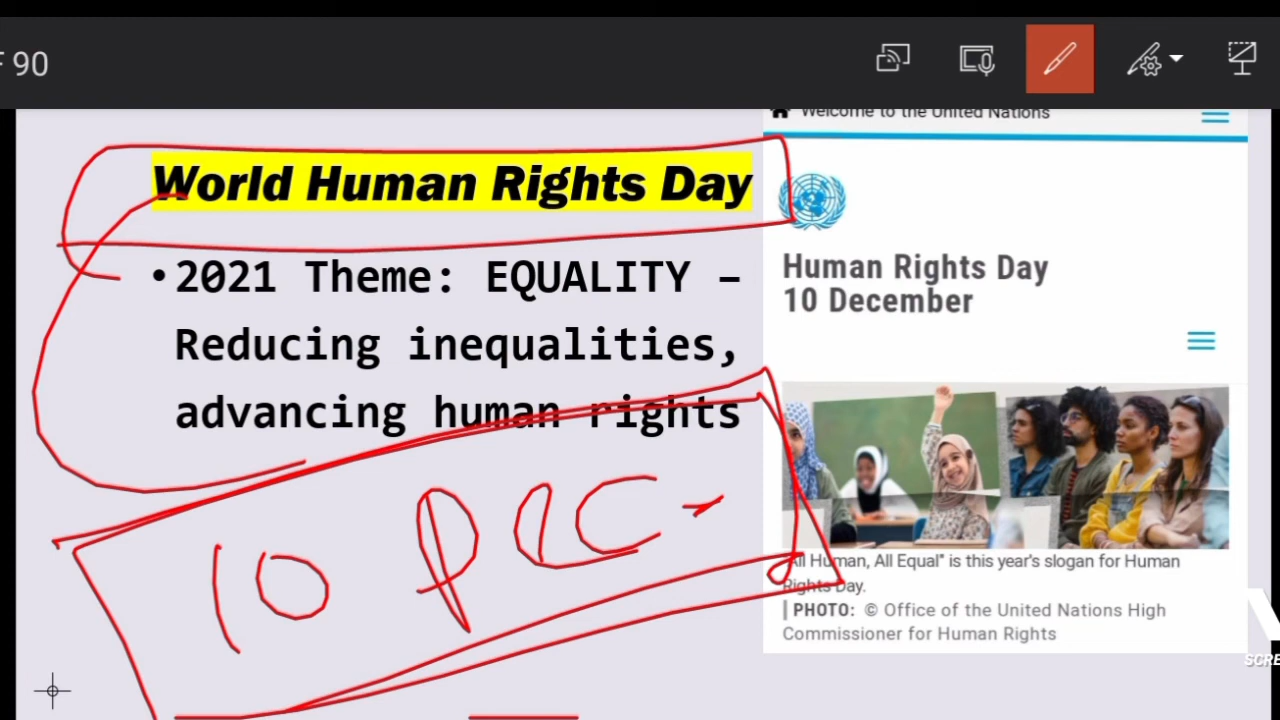 F 90
Welcome to the United Nations
World Human Rights Day
• 2021 Theme: EQUALITY –
Reducing inequalities,
advancing human rights
10 Dec -
Human Rights Day
10 December
"All Human, All Equal" is this year's slogan for Human
Rights Day.
| PHOTO: © Office of the United Nations High
Commissioner for Human Rights
SCRE